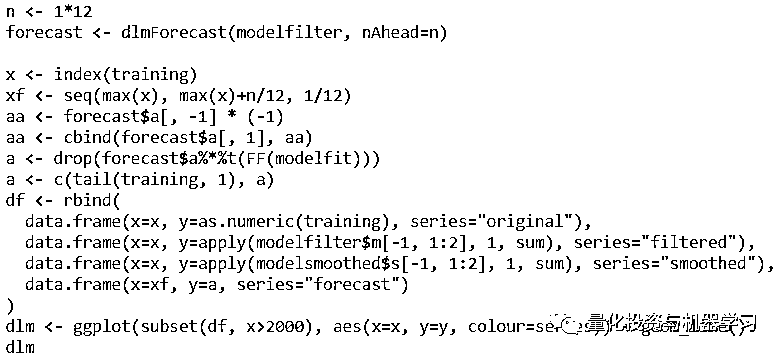 n <- 1*12
forecast <- dlmForecast(modelfilter, nAhead=n)
x <- index(training)
xf <- seq(max(x), max(x)+n/12, 1/12)
aa <- forecast$a[, -1] * (-1)
aa <- cbind(forecast$a[, 1], aa)
a <- drop(forecast$a%*%t(FF(modelfit)))
a <- c(tail(training, 1), a)
df <- rbind(
  data.frame(x=x, y=as.numeric(training), series="original"),
  data.frame(x=x, y=apply(modelfilter$m[-1, 1:2], 1, sum), series="filtered"),
  data.frame(x=x, y=apply(modelsmoothed$s[-1, 1:2], 1, sum), series="smoothed"),
  data.frame(x=xf, y=a, series="forecast")
)
dlm <- ggplot(subset(df, x>2000), aes(x=x, y=y, colour=
量化投资与机器学习
dlm